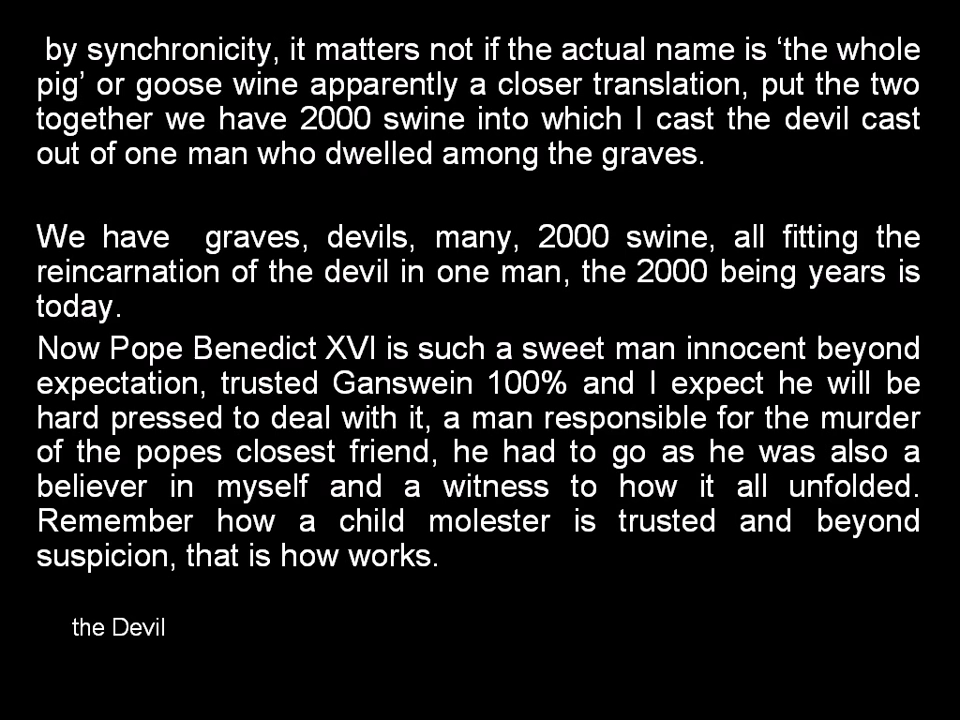 by synchronicity, it matters not if the actual name is ‘the whole
pig’ or goose wine apparently a closer translation, put the two
together we have 2000 swine into which I cast the devil cast
out of one man who dwelled among the graves.
We have graves, devils, many, 2000 swine, all fitting the
reincarnation of the devil in one man, the 2000 being years is
today.
Now Pope Benedict XVI is such a sweet man innocent beyond
expectation, trusted Ganswein 100% and I expect he will be
hard pressed to deal with it, a man responsible for the murder
of the popes closest friend, he had to go as he was also a
believer in myself and a witness to how it all unfolded.
Remember how a child molester is trusted and beyond
suspicion, that is how works.
the Devil